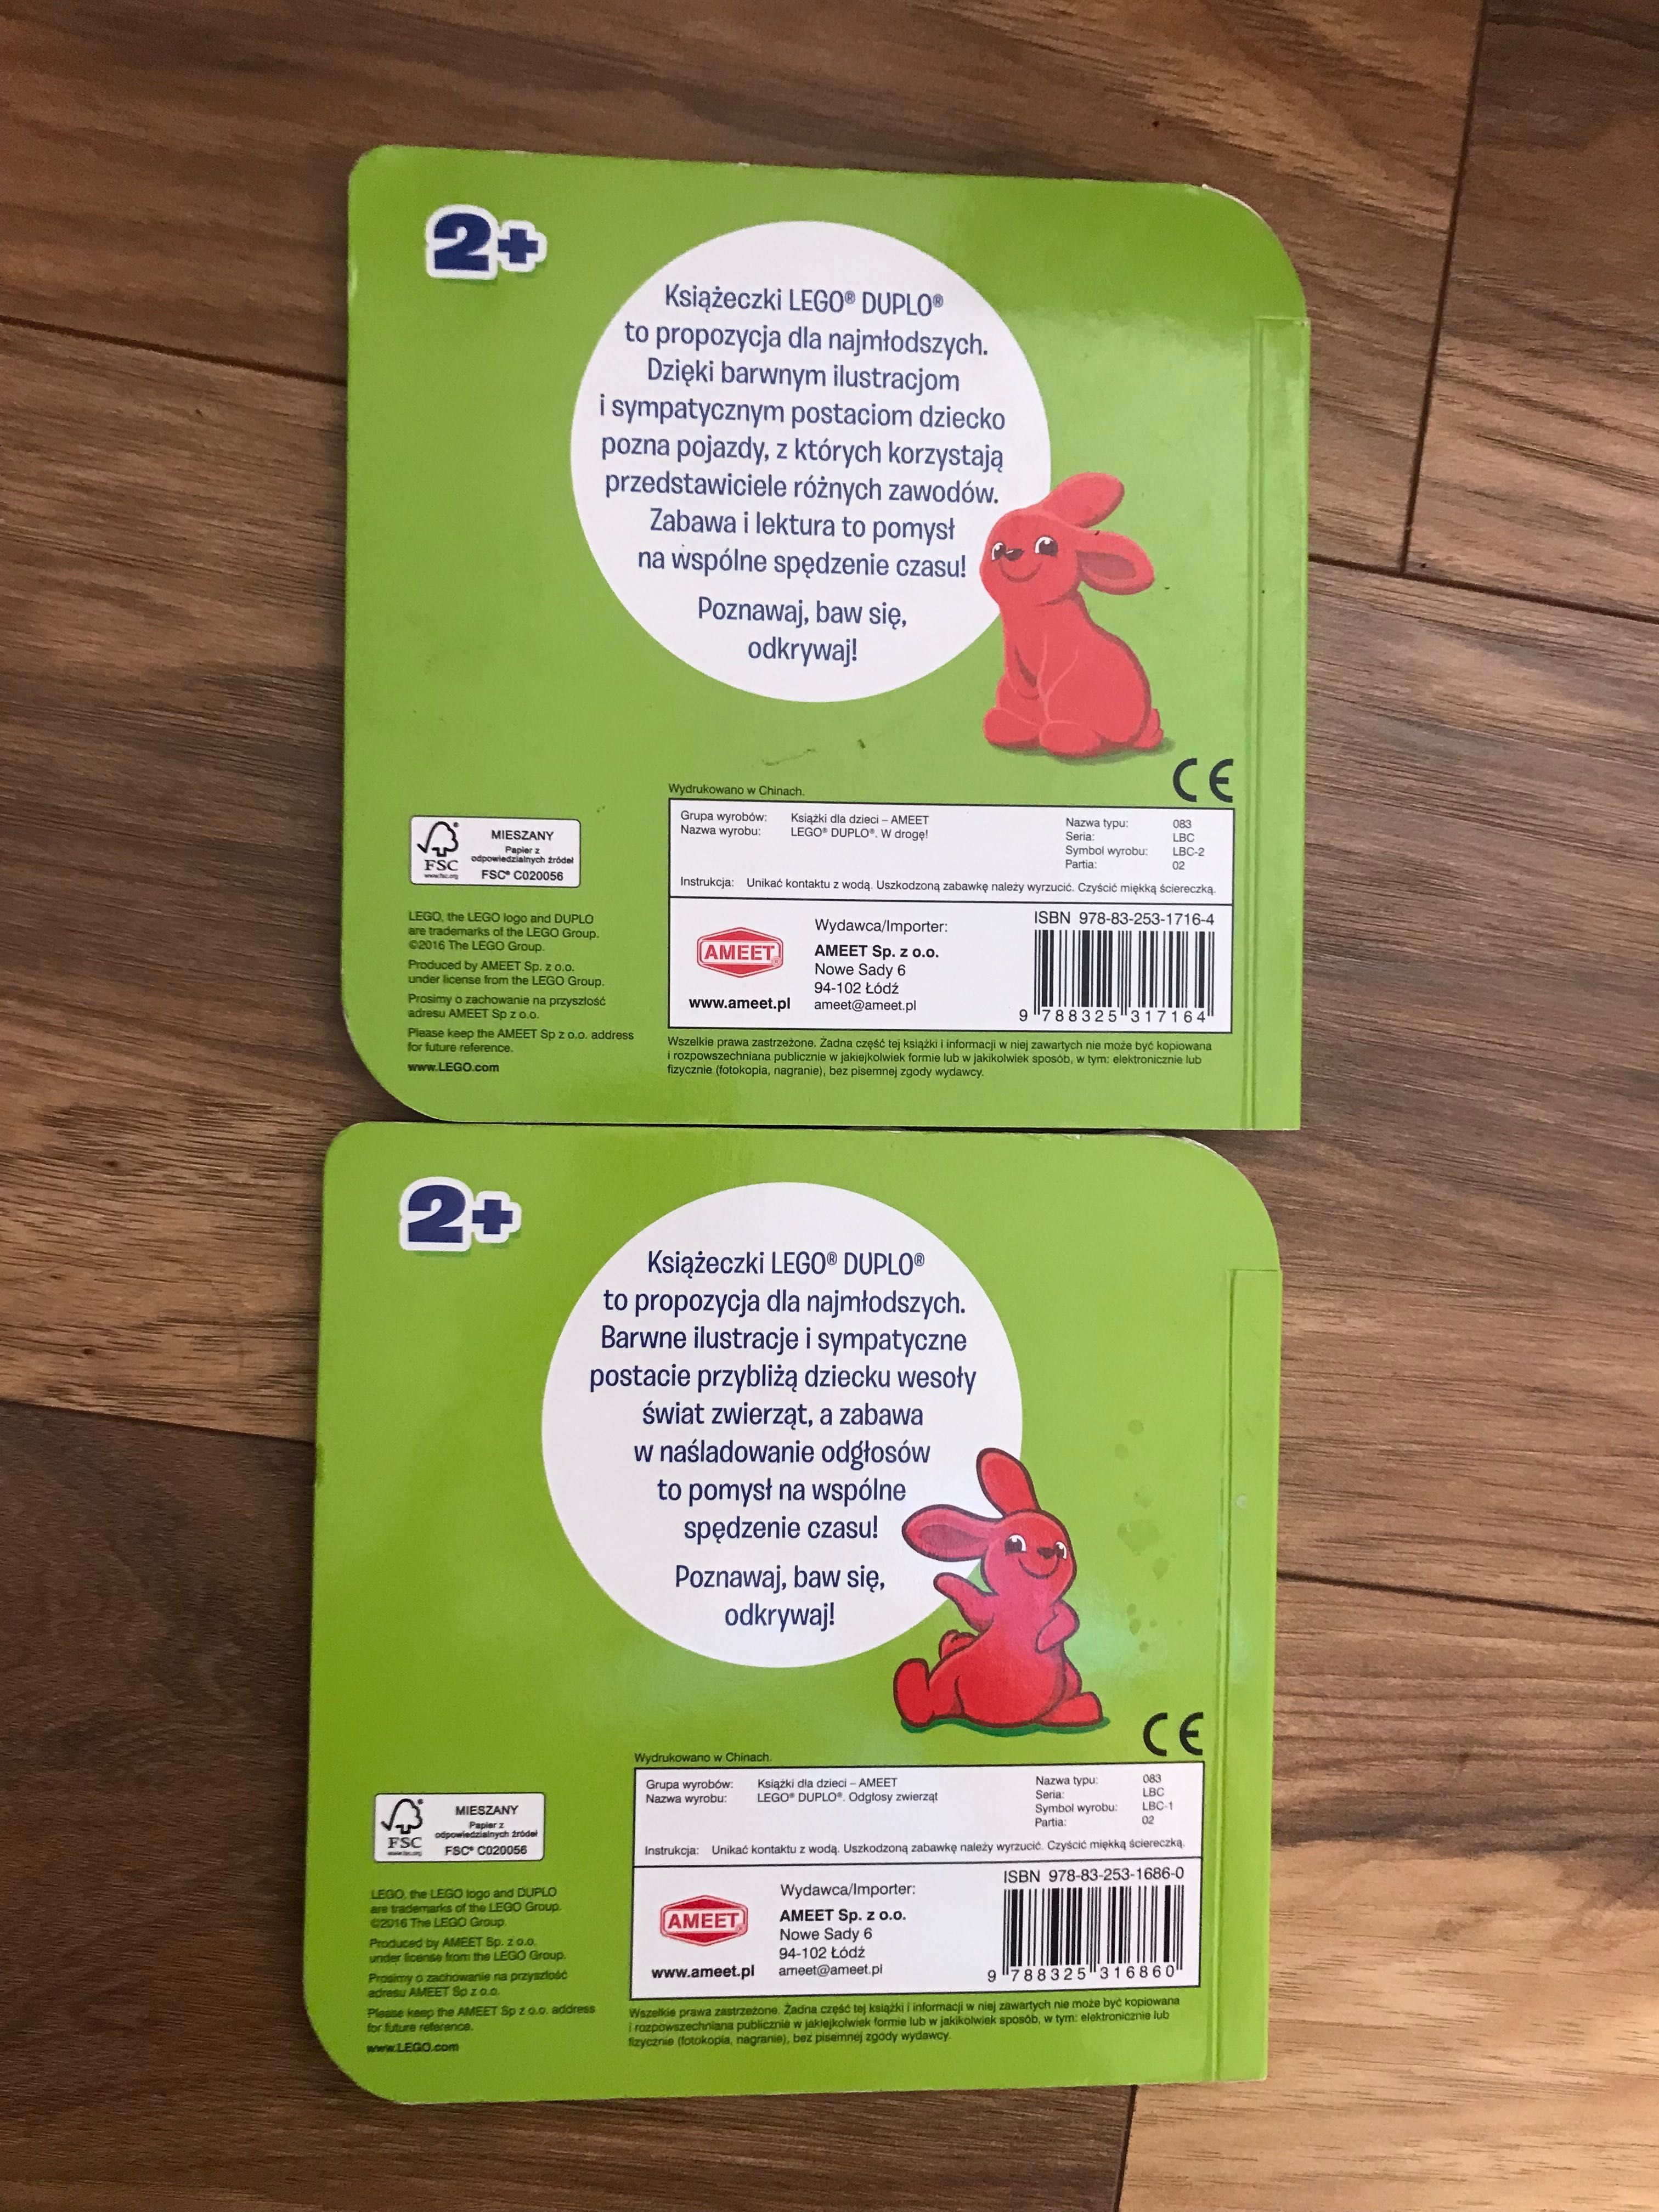 2+
Książeczki LEGO® DUPLO®
to propozycja dla najmłodszych.
Dzięki barwnym ilustracjom
i sympatycznym postaciom dziecko
pozna pojazdy, z których korzystają
przedstawiciele różnych zawodów.
Zabawa i lektura to pomysł
na wspólne spędzenie czasu!
Poznawaj, baw się,
odkrywaj!
CE
Wydrukowano w Chinach.
Grupa wyrobów: Książki dla dzieci – AMEET
Nazwa wyrobu: LEGO® DUPLO®. W drogę!
Nazwa typu: 083
Seria: LBC
Symbol wyrobu: LBC-2
Partia: 02
Instrukcja: Unikać kontaktu z wodą. Uszkodzoną zabawkę należy wyrzucić. Czyścić miękką ściereczką.
FSC
www.fsc.org
MIESZANY
Papier z
odpowiedzialnych źródeł
FSC® C020056
LEGO, the LEGO logo and DUPLO
are trademarks of the LEGO Group.
©2016 The LEGO Group.
Produced by AMEET Sp. z o.o.
under license from the LEGO Group.
Prosimy o zachowanie na przyszłość
adresu AMEET Sp z o.o.
Please keep the AMEET Sp z o.o. address
for future reference.
www.LEGO.com
AMEET
www.ameet.pl
Wydawca/Importer:
AMEET Sp. z o.o.
Nowe Sady 6
94-102 Łódź
ameet@ameet.pl
ISBN 978-83-253-1716-4
9 788325 317164
Wszelkie prawa zastrzeżone. Żadna część tej książki i informacji w niej zawartych nie może być kopiowana
i rozpowszechniana publicznie w jakiejkolwiek formie lub w jakikolwiek sposób, w tym: elektronicznie lub
fizycznie (fotokopia, nagranie), bez pisemnej zgody wydawcy.
2+
Książeczki LEGO® DUPLO®
to propozycja dla najmłodszych.
Barwne ilustracje i sympatyczne
postacie przybliżą dziecku wesoły
świat zwierząt, a zabawa
w naśladowanie odgłosów
to pomysł na wspólne
spędzenie czasu!
Poznawaj, baw się,
odkrywaj!
CE
Wydrukowano w Chinach.
Grupa wyrobów: Książki dla dzieci – AMEET
Nazwa wyrobu: LEGO® DUPLO®. Odgłosy zwierząt
Nazwa typu: 083
Seria: LBC
Symbol wyrobu: LBC-1
Partia: 02
Instrukcja: Unikać kontaktu z wodą. Uszkodzoną zabawkę należy wyrzucić. Czyścić miękką ściereczką.
FSC
www.fsc.org
MIESZANY
Papier z
odpowiedzialnych źródeł
FSC® C020056
LEGO, the LEGO logo and DUPLO
are trademarks of the LEGO Group.
©2016 The LEGO Group.
Produced by AMEET Sp. z o.o.
under license from the LEGO Group.
Prosimy o zachowanie na przyszłość
adresu AMEET Sp z o.o.
Please keep the AMEET Sp z o.o. address
for future reference.
www.LEGO.com
AMEET
www.ameet.pl
Wydawca/Importer:
AMEET Sp. z o.o.
Nowe Sady 6
94-102 Łódź
ameet@ameet.pl
ISBN 978-83-253-1686-0
9 788325 316860
Wszelkie prawa zastrzeżone. Żadna część tej książki i informacji w niej zawartych nie może być kopiowana
i rozpowszechniana publicznie w jakiejkolwiek formie lub w jakikolwiek sposób, w tym: elektronicznie lub
fizycznie (fotokopia, nagranie), bez pisemnej zgody wydawcy.